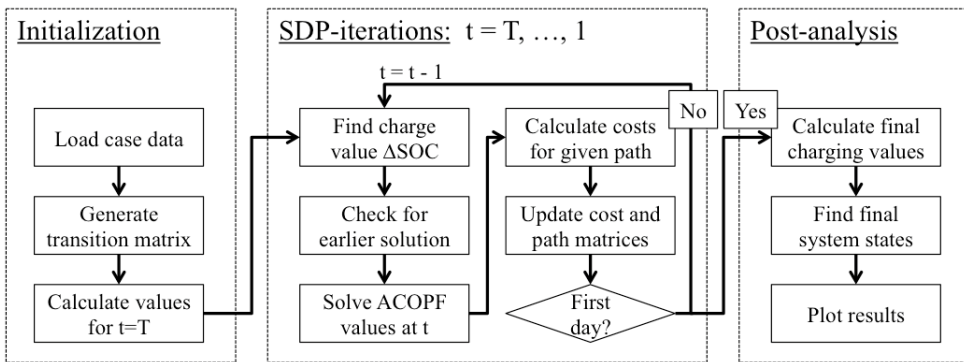 Initialization
Load case data
Generate
transition matrix
Calculate values
for t=T
SDP-iterations: t = T, ..., 1
t = t - 1
Find charge
value ΔSOC
Check for
earlier solution
Solve ACOPF
values at t
Calculate costs
for given path
Update cost and
path matrices
First
day?
No
Yes
Post-analysis
Calculate final
charging values
Find final
system states
Plot results